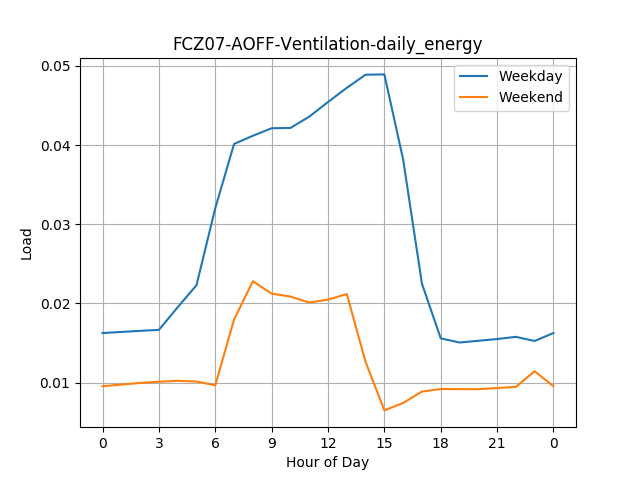 FCZ07-AOFF-Ventilation-daily_energy
Weekday
Weekend
Load
0.05
0.04
0.03
0.02
0.01
0 3 6 9 12 15 18 21 0
Hour of Day